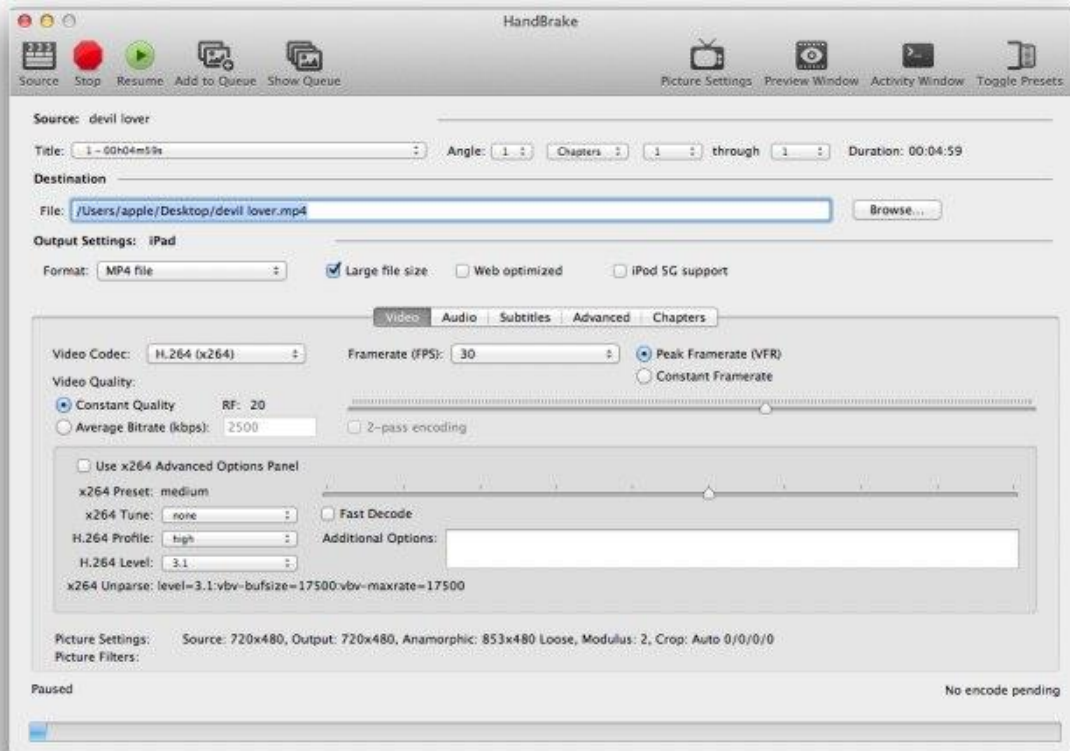 HandBrake
Source Stop Resume Add to Queue Show Queue Picture Settings Preview Window Activity Window Toggle Presets
Source: devil lover
Title: 1 - 00h04m59s Angle: 1 Chapters 1 through 1 Duration: 00:04:59
Destination
File: /Users/apple/Desktop/devil lover.mp4 Browse...
Output Settings: iPad
Format: MP4 file Large file size Web optimized iPod 5G support
Video Audio Subtitles Advanced Chapters
Video Codec: H.264 (x264) Framerate (FPS): 30 Peak Framerate (VFR)
Constant Framerate
Video Quality:
Constant Quality RF: 20
Average Bitrate (kbps): 2500 2-pass encoding
Use x264 Advanced Options Panel
x264 Preset: medium
x264 Tune: none Fast Decode
H.264 Profile: high Additional Options:
H.264 Level: 3.1
x264 Unparse: level=3.1:vbv-bufsize=17500:vbv-maxrate=17500
Picture Settings: Source: 720x480, Output: 720x480, Anamorphic: 853x480 Loose, Modulus: 2, Crop: Auto 0/0/0/0
Picture Filters:
Paused No encode pending